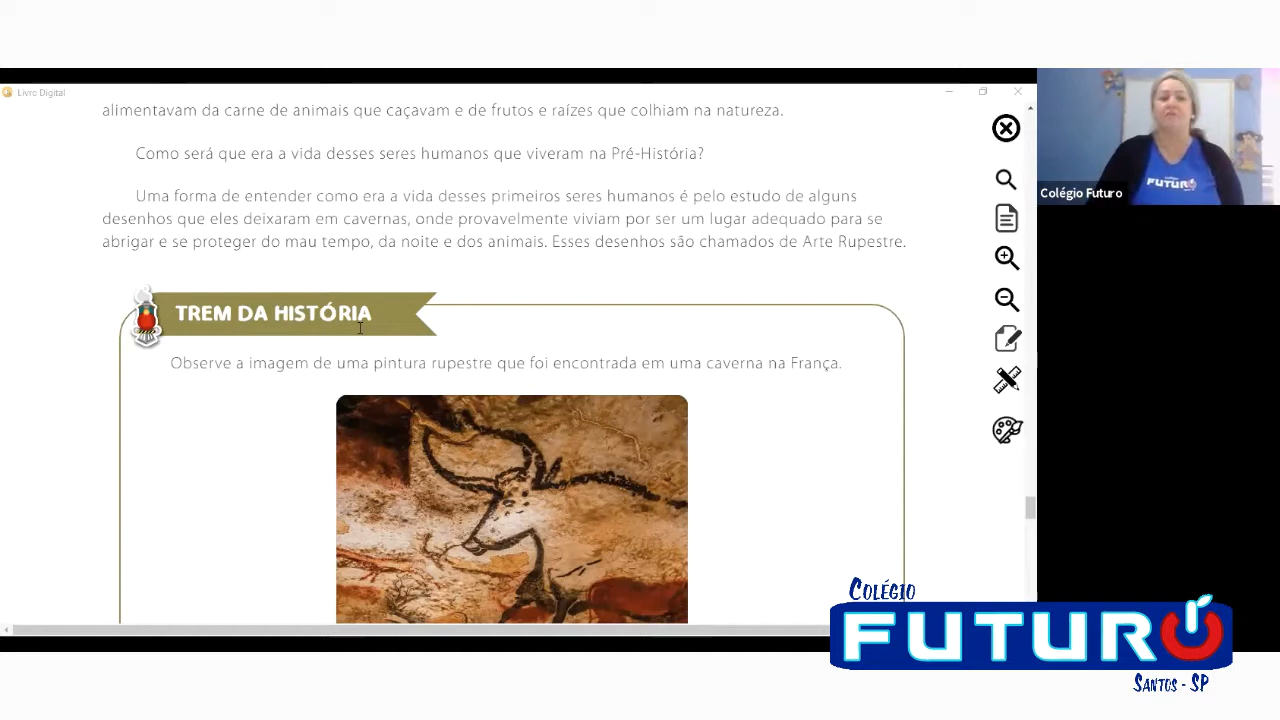 Livro Digital
alimentavam da carne de animais que caçavam e de frutos e raízes que colhiam na natureza.
Como será que era a vida desses seres humanos que viveram na Pré-História?
Uma forma de entender como era a vida desses primeiros seres humanos é pelo estudo de alguns
desenhos que eles deixaram em cavernas, onde provavelmente viviam por ser um lugar adequado para se
abrigar e se proteger do mau tempo, da noite e dos animais. Esses desenhos são chamados de Arte Rupestre.
TREM DA HISTÓRIA
Observe a imagem de uma pintura rupestre que foi encontrada em uma caverna na França.
FUTURO
Colégio Futuro
COLÉGIO
FUTURÓ
SANTOS - SP